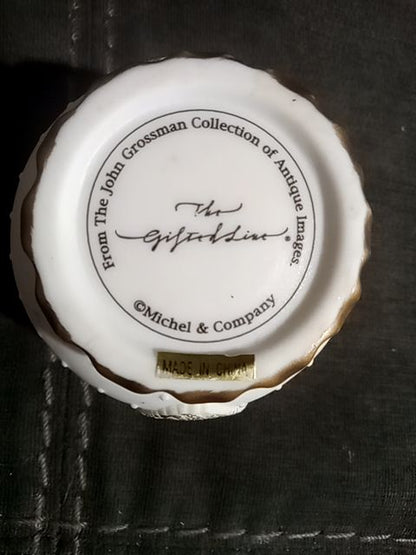 From The John Grossman Collection of Antique Images.
The
Gifted Line®
©Michel & Company
MADE IN CHINA